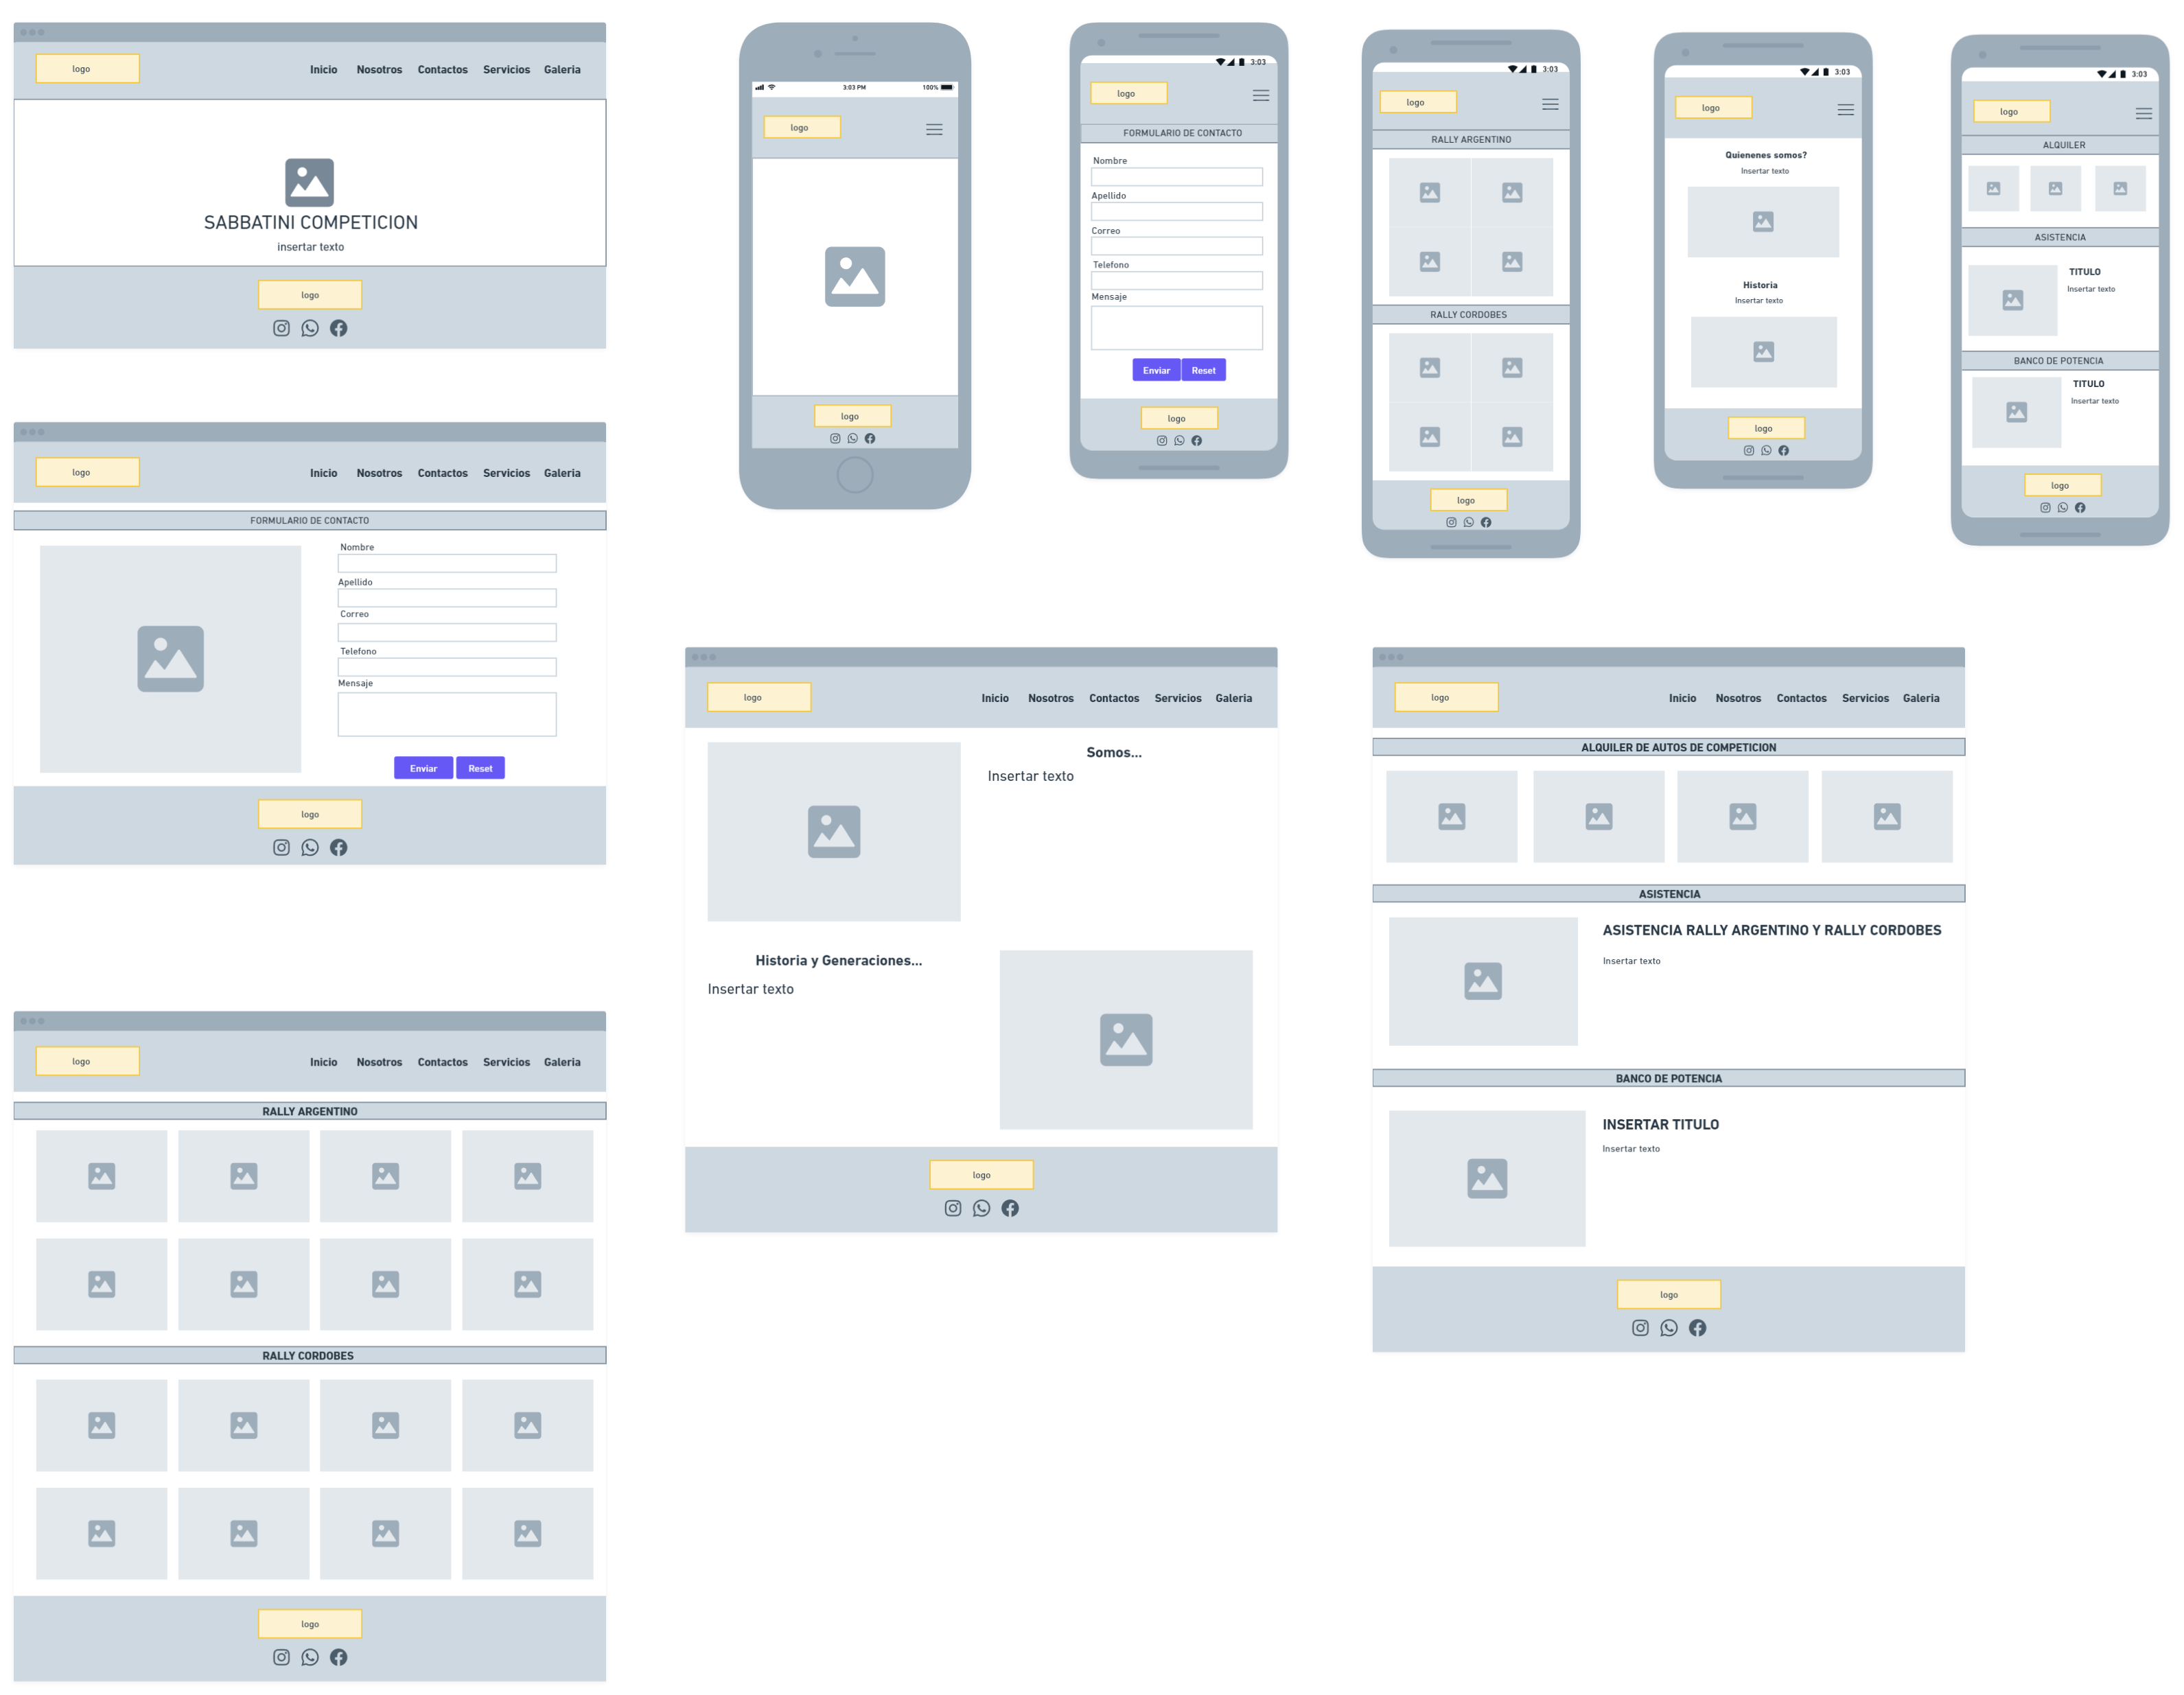 logo
Inicio Nosotros Contactos Servicios Galeria
SABBATINI COMPETICION
insertar texto
logo
3:03 PM 100%
logo
logo
3:03
logo
FORMULARIO DE CONTACTO
Nombre
Apellido
Correo
Telefono
Mensaje
Enviar Reset
logo
3:03
logo
RALLY ARGENTINO
RALLY CORDOBES
logo
3:03
logo
Quienenes somos?
Insertar texto
Historia
Insertar texto
logo
3:03
logo
ALQUILER
ASISTENCIA
TITULO
Insertar texto
BANCO DE POTENCIA
TITULO
Insertar texto
logo
logo
Inicio Nosotros Contactos Servicios Galeria
FORMULARIO DE CONTACTO
Nombre
Apellido
Correo
Telefono
Mensaje
Enviar Reset
logo
logo
Inicio Nosotros Contactos Servicios Galeria
Somos...
Insertar texto
Historia y Generaciones...
Insertar texto
logo
logo
Inicio Nosotros Contactos Servicios Galeria
ALQUILER DE AUTOS DE COMPETICION
ASISTENCIA
ASISTENCIA RALLY ARGENTINO Y RALLY CORDOBES
Insertar texto
BANCO DE POTENCIA
INSERTAR TITULO
Insertar texto
logo
logo
Inicio Nosotros Contactos Servicios Galeria
RALLY ARGENTINO
RALLY CORDOBES
logo